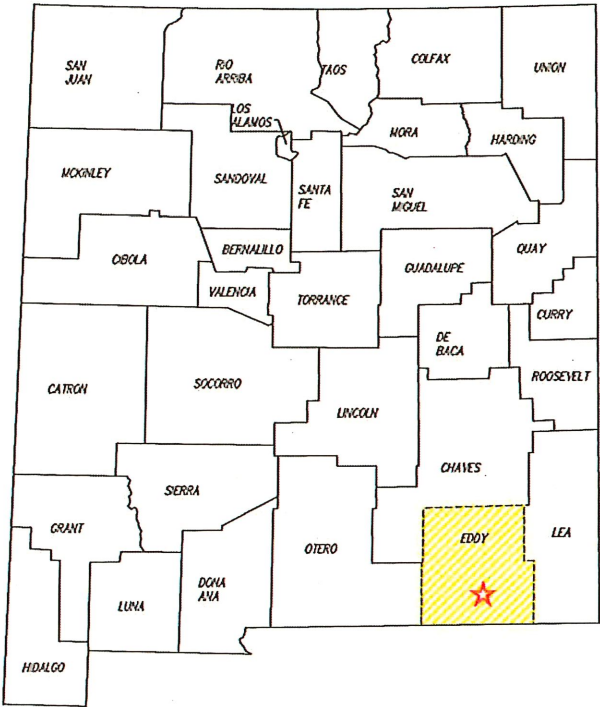 SAN
JUAN
RIO
ARRIBA
TAOS
COLFAX
UNION
LOS
ALAMOS
MORA
HARDING
MCKINLEY
SANDOVAL
SANTA
FE
SAN
MIGUEL
CIBOLA
BERNALILLO
VALENCIA
TORRANCE
GUADALUPE
QUAY
CURRY
DE
BACA
ROOSEVELT
CATRON
SOCORRO
LINCOLN
CHAVES
SIERRA
GRANT
OTERO
EDDY
LEA
LUNA
DONA
ANA
HIDALGO